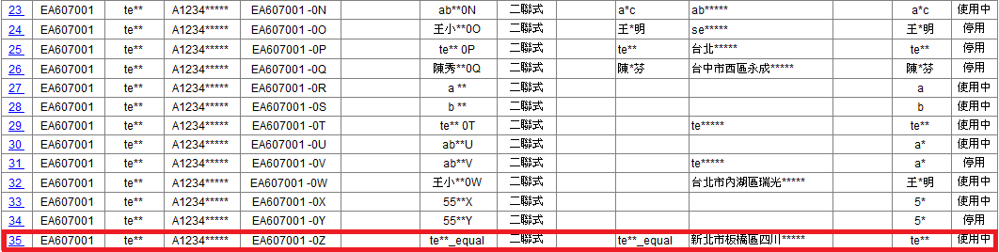 23 EA607001 te** A1234***** EA607001 -0N ab**0N 二聯式 a*c ab***** a*c 使用中
24 EA607001 te** A1234***** EA607001 -0O 王小**0O 二聯式 王*明 se***** 王*明 停用
25 EA607001 te** A1234***** EA607001 -0P te** 0P 二聯式 te** 台北***** te** 停用
26 EA607001 te** A1234***** EA607001 -0Q 陳秀**0Q 二聯式 陳*芬 台中市西區永成***** 陳*芬 停用
27 EA607001 te** A1234***** EA607001 -0R a ** 二聯式 a 使用中
28 EA607001 te** A1234***** EA607001 -0S b ** 二聯式 b 使用中
29 EA607001 te** A1234***** EA607001 -0T te** 0T 二聯式 te***** te** 使用中
30 EA607001 te** A1234***** EA607001 -0U ab**U 二聯式 a* 使用中
31 EA607001 te** A1234***** EA607001 -0V ab**V 二聯式 te***** a* 停用
32 EA607001 te** A1234***** EA607001 -0W 王小**0W 二聯式 台北市內湖區瑞光***** 王*明 使用中
33 EA607001 te** A1234***** EA607001 -0X 55**X 二聯式 5* 使用中
34 EA607001 te** A1234***** EA607001 -0Y 55**Y 二聯式 5* 停用
35 EA607001 te** A1234***** EA607001 -0Z te**_equal 二聯式 te**_equal 新北市板橋區四川***** te** 使用中